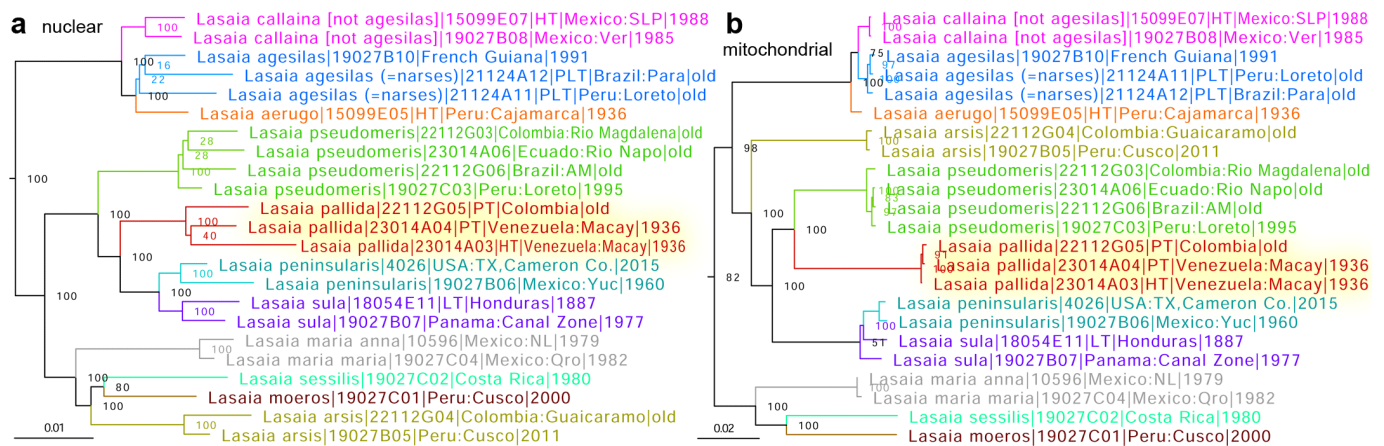 a nuclear
Lasaia callaina [not agesilas]|15099E07|HT|Mexico:SLP|1988
100
Lasaia callaina [not agesilas]|19027B08|Mexico:Ver|1985
Lasaia agesilas|19027B10|French Guiana|1991
100
16
Lasaia agesilas (=narses)|21124A12|PLT|Brazil:Para|old
22
Lasaia agesilas (=narses)|21124A11|PLT|Peru:Loreto|old
100
Lasaia aerugo|15099E05|HT|Peru:Cajamarca|1936
Lasaia pseudomeris|22112G03|Colombia:Rio Magdalena|old
28
Lasaia pseudomeris|23014A06|Ecuado:Rio Napo|old
28
Lasaia pseudomeris|22112G06|Brazil:AM|old
100
100
Lasaia pseudomeris|19027C03|Peru:Loreto|1995
Lasaia pallida|22112G05|PT|Colombia|old
100
100
Lasaia pallida|23014A04|PT|Venezuela:Macay|1936
40
Lasaia pallida|23014A03|HT|Venezuela:Macay|1936
100
Lasaia peninsularis|4026|USA:TX,Cameron Co.|2015
100
Lasaia peninsularis|19027B06|Mexico:Yuc|1960
100
100
Lasaia sula|18054E11|LT|Honduras|1887
100
Lasaia sula|19027B07|Panama:Canal Zone|1977
Lasaia maria anna|10596|Mexico:NL|1979
100
Lasaia maria maria|19027C04|Mexico:Qro|1982
100
Lasaia sessilis|19027C02|Costa Rica|1980
80
Lasaia moeros|19027C01|Peru:Cusco|2000
100
Lasaia arsis|22112G04|Colombia:Guaicaramo|old
100
Lasaia arsis|19027B05|Peru:Cusco|2011
0.01
b mitochondrial
Lasaia callaina [not agesilas]|15099E07|HT|Mexico:SLP|1988
100
Lasaia callaina [not agesilas]|19027B08|Mexico:Ver|1985
75
Lasaia agesilas|19027B10|French Guiana|1991
Lasaia agesilas (=narses)|21124A11|PLT|Peru:Loreto|old
100
Lasaia agesilas (=narses)|21124A12|PLT|Brazil:Para|old
Lasaia aerugo|15099E05|HT|Peru:Cajamarca|1936
Lasaia arsis|22112G04|Colombia:Guaicaramo|old
100
98
Lasaia arsis|19027B05|Peru:Cusco|2011
Lasaia pseudomeris|22112G03|Colombia:Rio Magdalena|old
Lasaia pseudomeris|23014A06|Ecuado:Rio Napo|old
83
Lasaia pseudomeris|22112G06|Brazil:AM|old
100
100
Lasaia pseudomeris|19027C03|Peru:Loreto|1995
Lasaia pallida|22112G05|PT|Colombia|old
91
Lasaia pallida|23014A04|PT|Venezuela:Macay|1936
100
82
100
Lasaia pallida|23014A03|HT|Venezuela:Macay|1936
Lasaia peninsularis|4026|USA:TX,Cameron Co.|2015
100
Lasaia peninsularis|19027B06|Mexico:Yuc|1960
51
Lasaia sula|18054E11|LT|Honduras|1887
Lasaia sula|19027B07|Panama:Canal Zone|1977
Lasaia maria anna|10596|Mexico:NL|1979
100
Lasaia maria maria|19027C04|Mexico:Qro|1982
100
Lasaia sessilis|19027C02|Costa Rica|1980
100
Lasaia moeros|19027C01|Peru:Cusco|2000
0.02